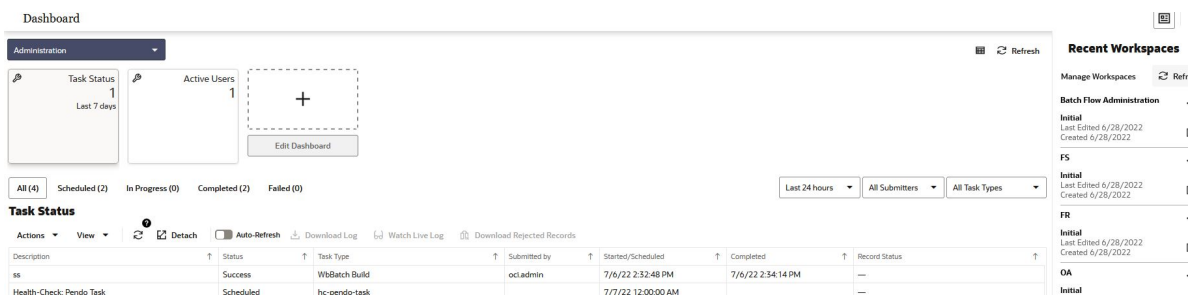 Dashboard
Administration
Refresh
Task Status
1
Last 7 days
Active Users
1
+
Edit Dashboard
All (4) Scheduled (2) In Progress (0) Completed (2) Failed (0)
Last 24 hours All Submitters All Task Types
Task Status
Actions View Detach Auto-Refresh Download Log Watch Live Log Download Rejected Records
Description Status Task Type Submitted by Started/Scheduled Completed Record Status
ss Success WbBatch Build oci.admin 7/6/22 2:32:48 PM 7/6/22 2:34:14 PM —
Health-Check: Pendo Task Scheduled hc-pendo-task 7/7/22 12:00:00 AM —
Recent Workspaces
Manage Workspaces Refr
Batch Flow Administration
Initial
Last Edited 6/28/2022
Created 6/28/2022
FS
Initial
Last Edited 6/28/2022
Created 6/28/2022
FR
Initial
Last Edited 6/28/2022
Created 6/28/2022
OA
Initial